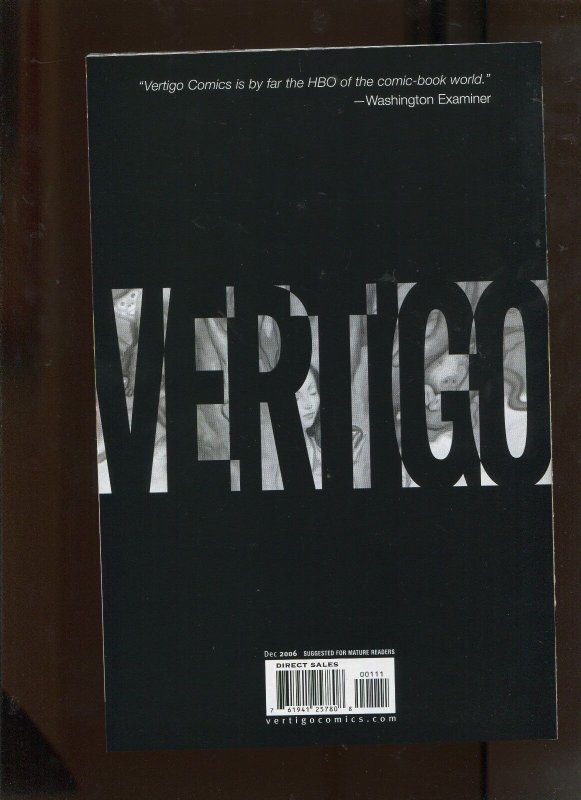 “Vertigo Comics is by far the HBO of the comic-book world.”
—Washington Examiner
VERTIGO
Dec 2006 SUGGESTED FOR MATURE READERS
DIRECT SALES
00111
7 61941 25780 8
vertigocomics.com